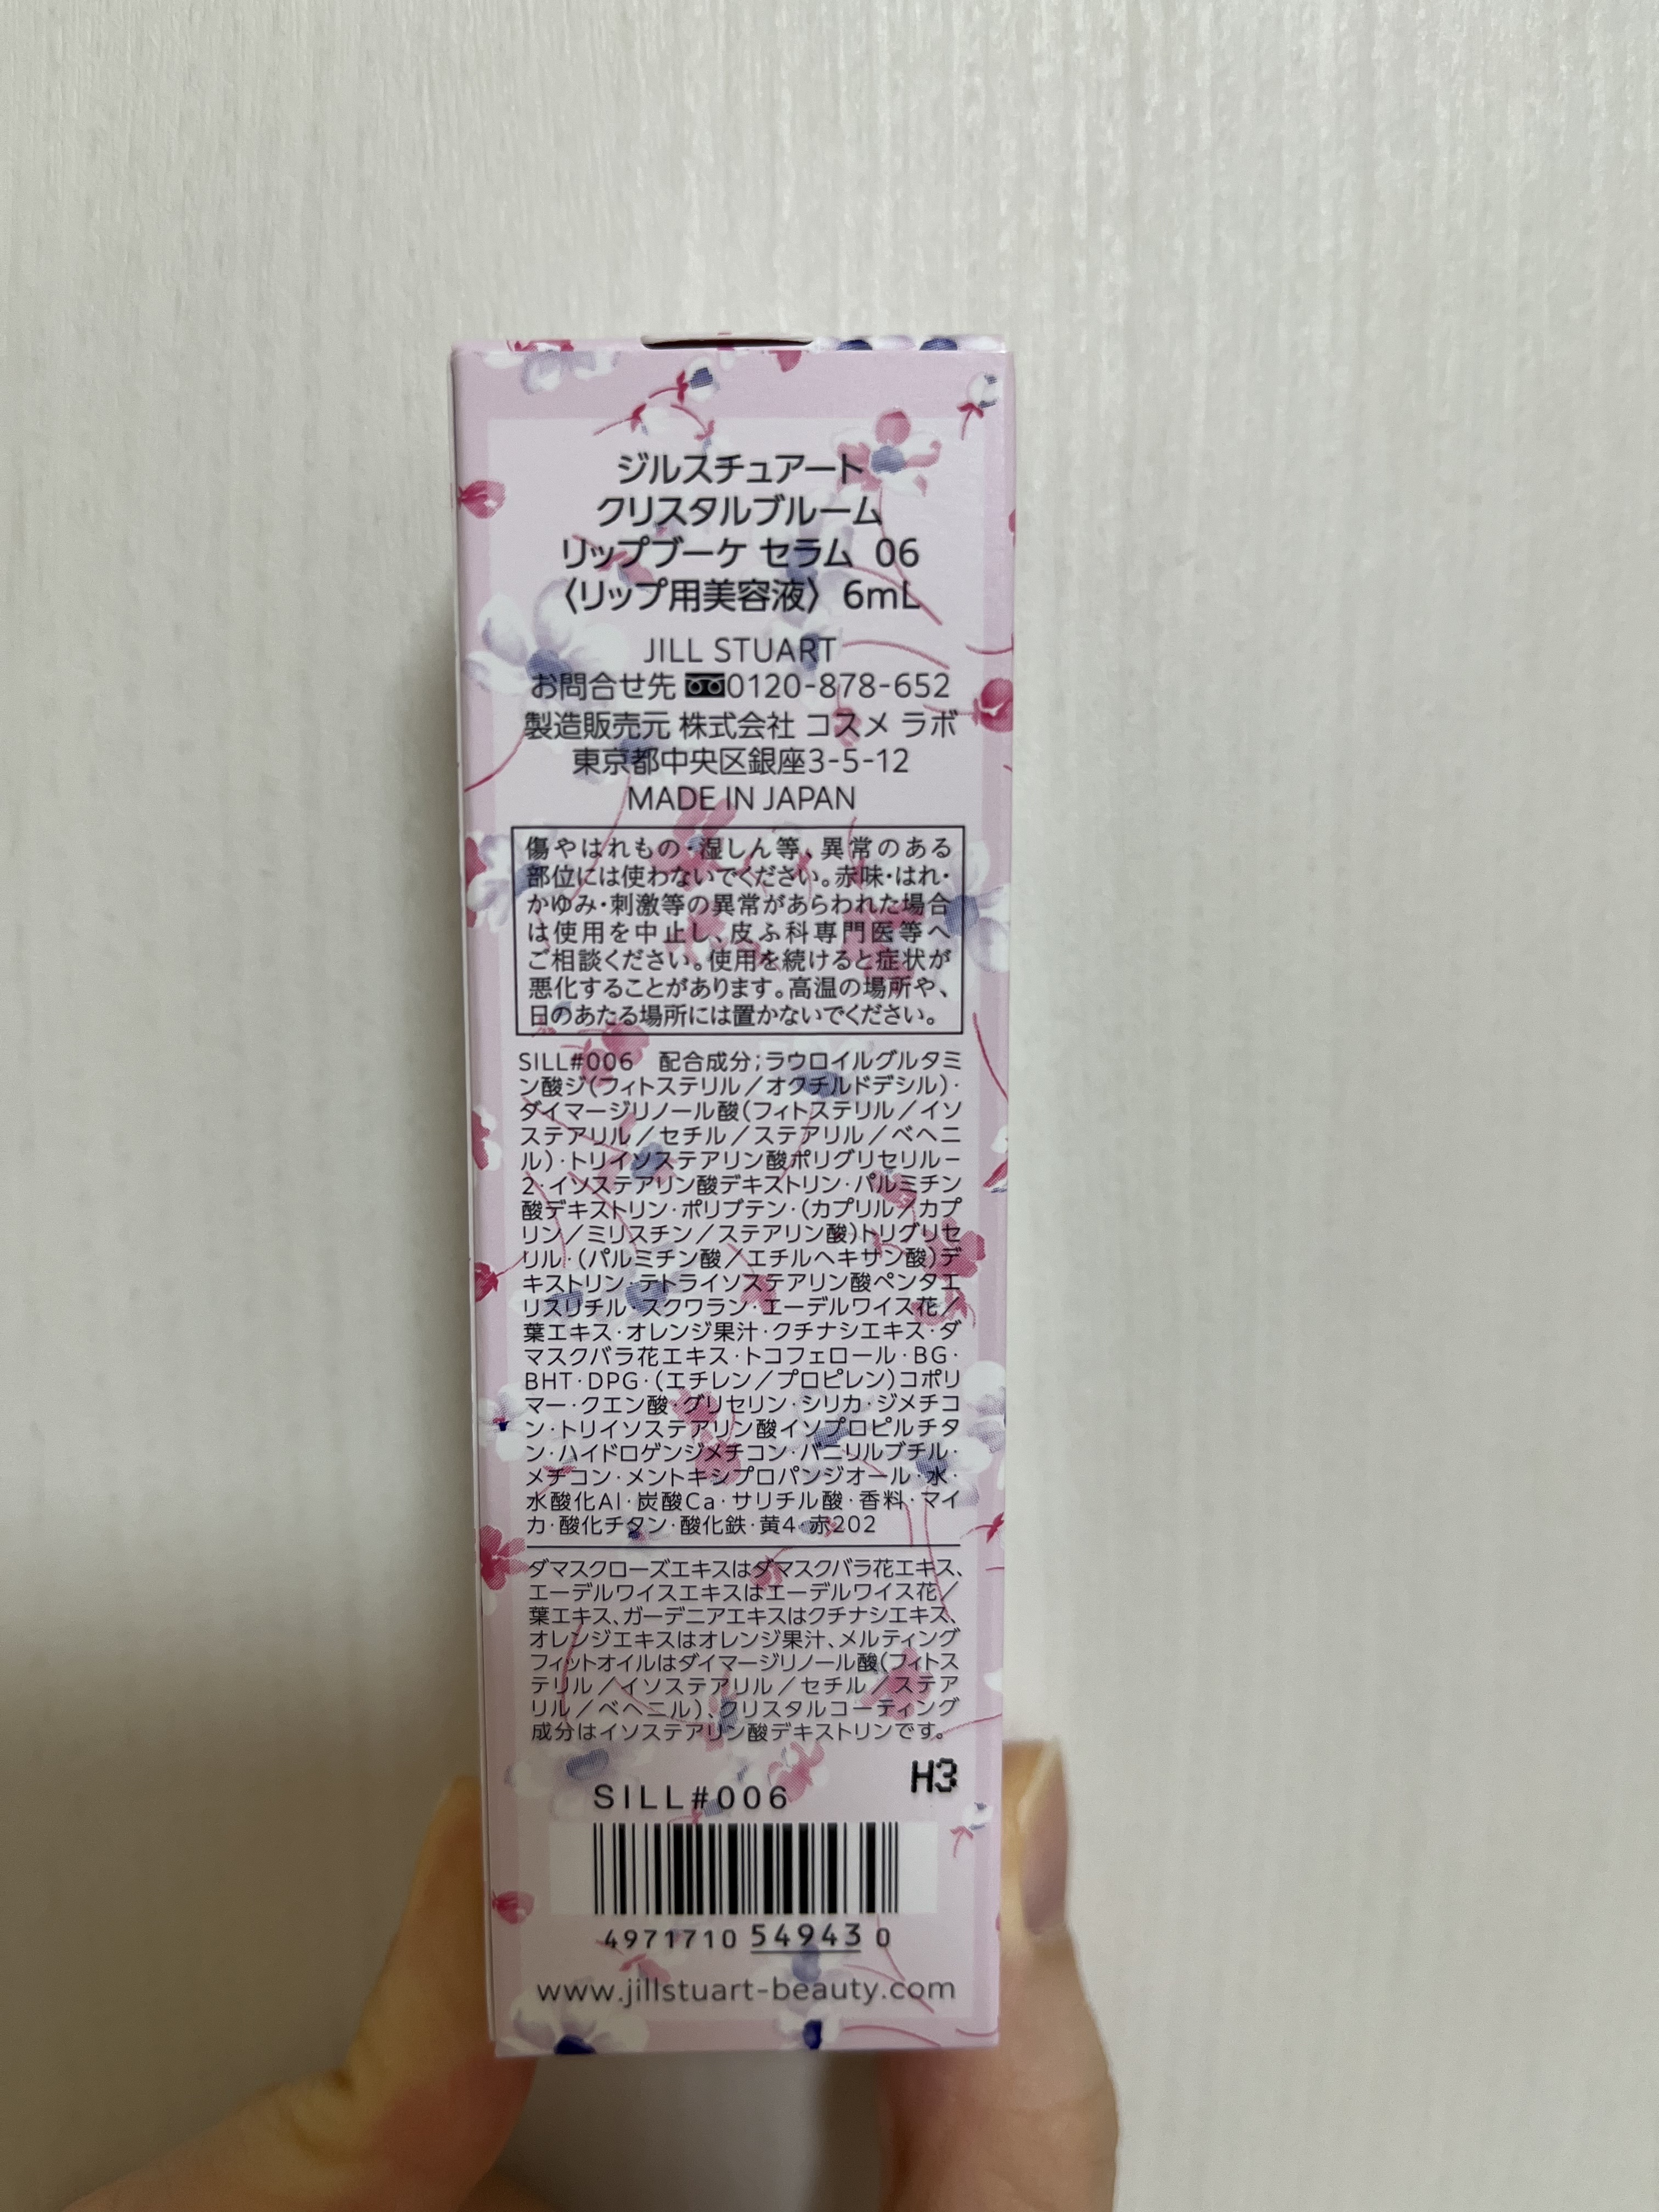 ジルスチュアート
クリスタルブルーム
リップブーケ セラム 06
〈リップ用美容液〉 6mL
JILL STUART
お問合せ先 0120-878-652
製造販売元 株式会社 コスメ ラボ
東京都中央区銀座3-5-12
MADE IN JAPAN
傷やはれもの・湿しん等、異常のある
部位には使わないでください。赤味・はれ・
かゆみ・刺激等の異常があらわれた場合
は使用を中止し、皮ふ科専門医等へ
ご相談ください。使用を続けると症状が
悪化することがあります。高温の場所や、
日のあたる場所には置かないでください。
SILL#006 配合成分;ラウロイルグルタミ
ン酸ジ(フィトステリル/オクチルドデシル)・
ダイマージリノール酸(フィトステリル/イソ
ステアリル/セチル/ステアリル/ベヘニ
ル)・トリイソステアリン酸ポリグリセリル-
2・イソステアリン酸デキストリン・パルミチン
酸デキストリン・ポリブテン・(カプリル/カプ
リン/ミリスチン/ステアリン酸)トリグリセ
リル・(パルミチン酸/エチルヘキサン酸)デ
キストリン・テトライソステアリン酸ペンタエ
リスリチル・スクワラン・エーデルワイス花/
葉エキス・オレンジ果汁・クチナシエキス・ダ
マスクバラ花エキス・トコフェロール・BG・
BHT・DPG・(エチレン/プロピレン)コポリ
マー・クエン酸・グリセリン・シリカ・ジメチコ
ン・トリイソステアリン酸イソプロピルチタ
ン・ハイドロゲンジメチコン・バニリルブチル・
メチコン・メントキシプロパンジオール・水・
水酸化Al・炭酸Ca・サリチル酸・香料・マイ
カ・酸化チタン・酸化鉄・黄4・赤202
ダマスクローズエキスはダマスクバラ花エキス、
エーデルワイスエキスはエーデルワイス花/
葉エキス、ガーデニアエキスはクチナシエキス、
オレンジエキスはオレンジ果汁、メルティング
フィットオイルはダイマージリノール酸(フィトス
テリル/イソステアリル/セチル/ステア
リル/ベヘニル)、クリスタルコーティング
成分はイソステアリン酸デキストリンです。
H3
SILL#006
4971710 54943 0
www.jillstuart-beauty.com